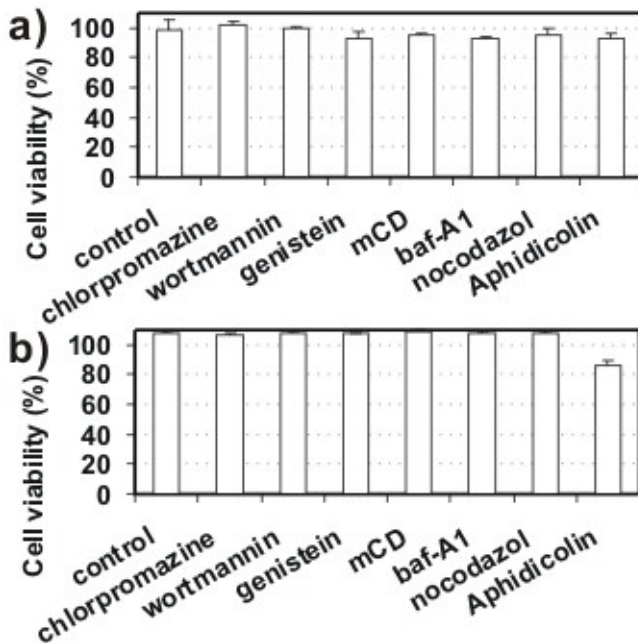 a)
Cell viability (%)
100
80
60
40
20
0
control
chlorpromazine
wortmannin
genistein
mCD
baf-A1
nocodazol
Aphidicolin
b)
Cell viability (%)
100
80
60
40
20
0
control
chlorpromazine
wortmannin
genistein
mCD
baf-A1
nocodazol
Aphidicolin